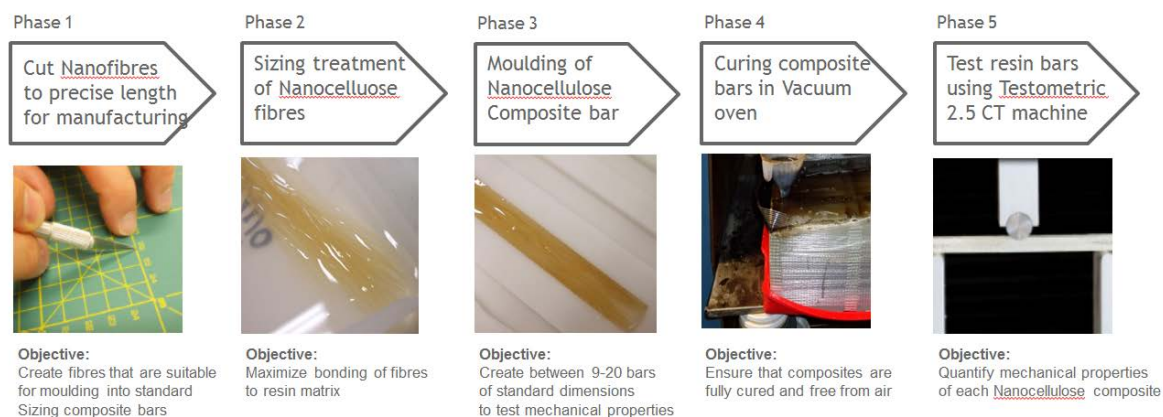 Phase 1
Cut Nanofibres
to precise length
for manufacturing
Objective:
Create fibres that are suitable
for moulding into standard
Sizing composite bars
Phase 2
Sizing treatment
of Nanocelluose
fibres
Objective:
Maximize bonding of fibres
to resin matrix
Phase 3
Moulding of
Nanocellulose
Composite bar
Objective:
Create between 9-20 bars
of standard dimensions
to test mechanical properties
Phase 4
Curing composite
bars in Vacuum
oven
Objective:
Ensure that composites are
fully cured and free from air
Phase 5
Test resin bars
using Testometric
2.5 CT machine
Objective:
Quantify mechanical properties
of each Nanocellulose composite